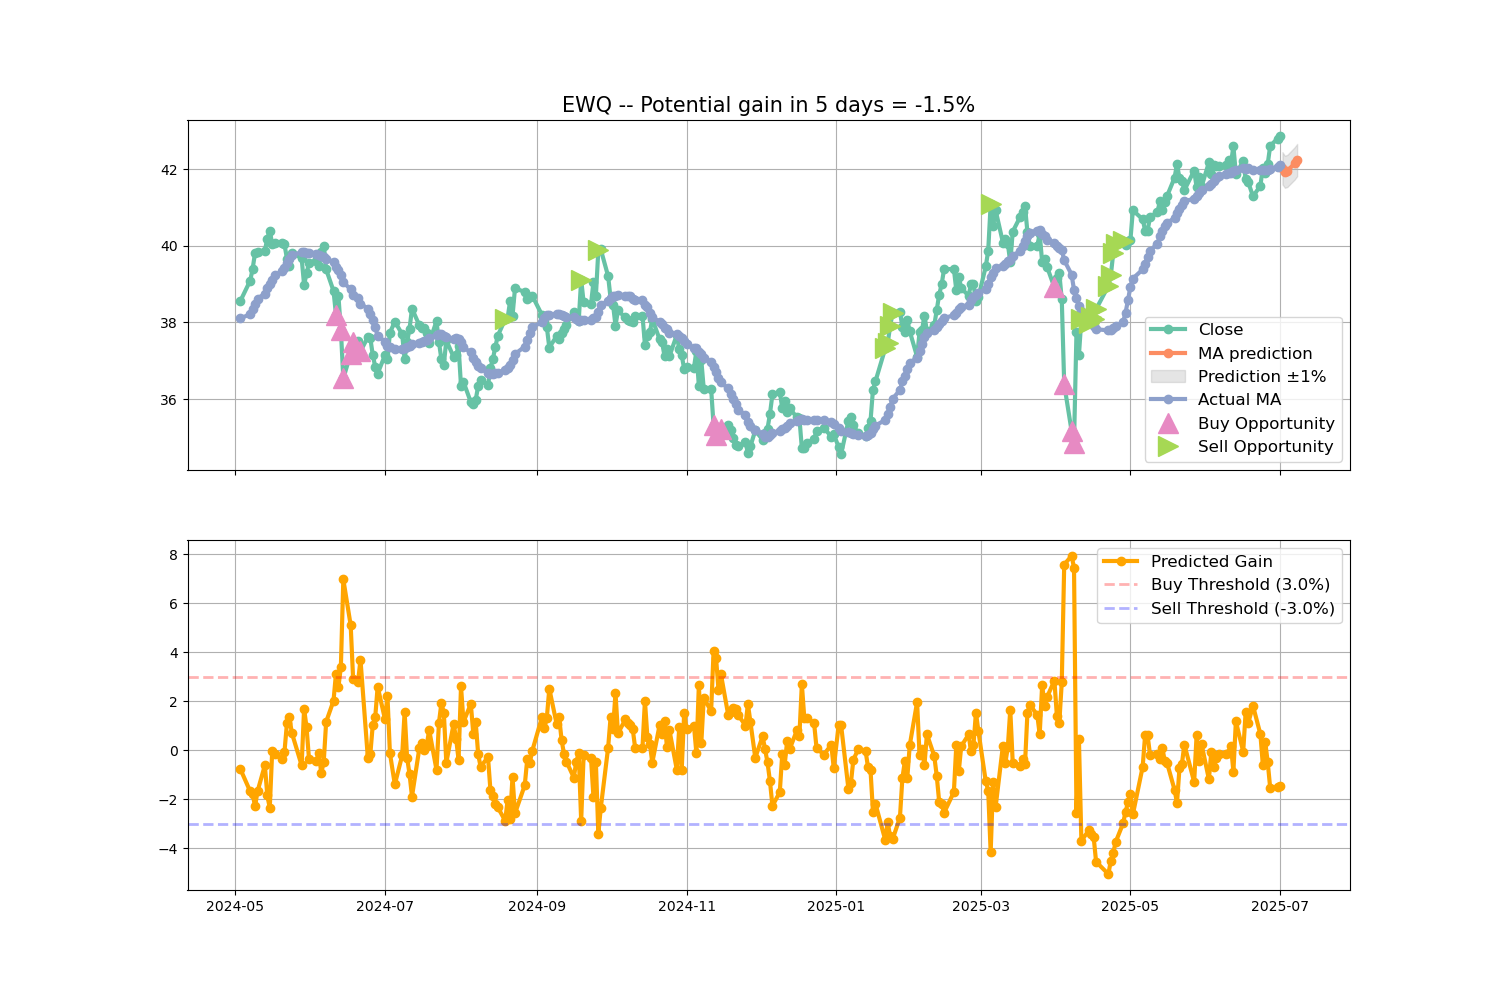 EWQ -- Potential gain in 5 days = -1.5%
42
40
38
36
Close
MA prediction
Prediction ±1%
Actual MA
Buy Opportunity
Sell Opportunity
8
6
4
2
0
−2
−4
Predicted Gain
Buy Threshold (3.0%)
Sell Threshold (-3.0%)
2024-05 2024-07 2024-09 2024-11 2025-01 2025-03 2025-05 2025-07